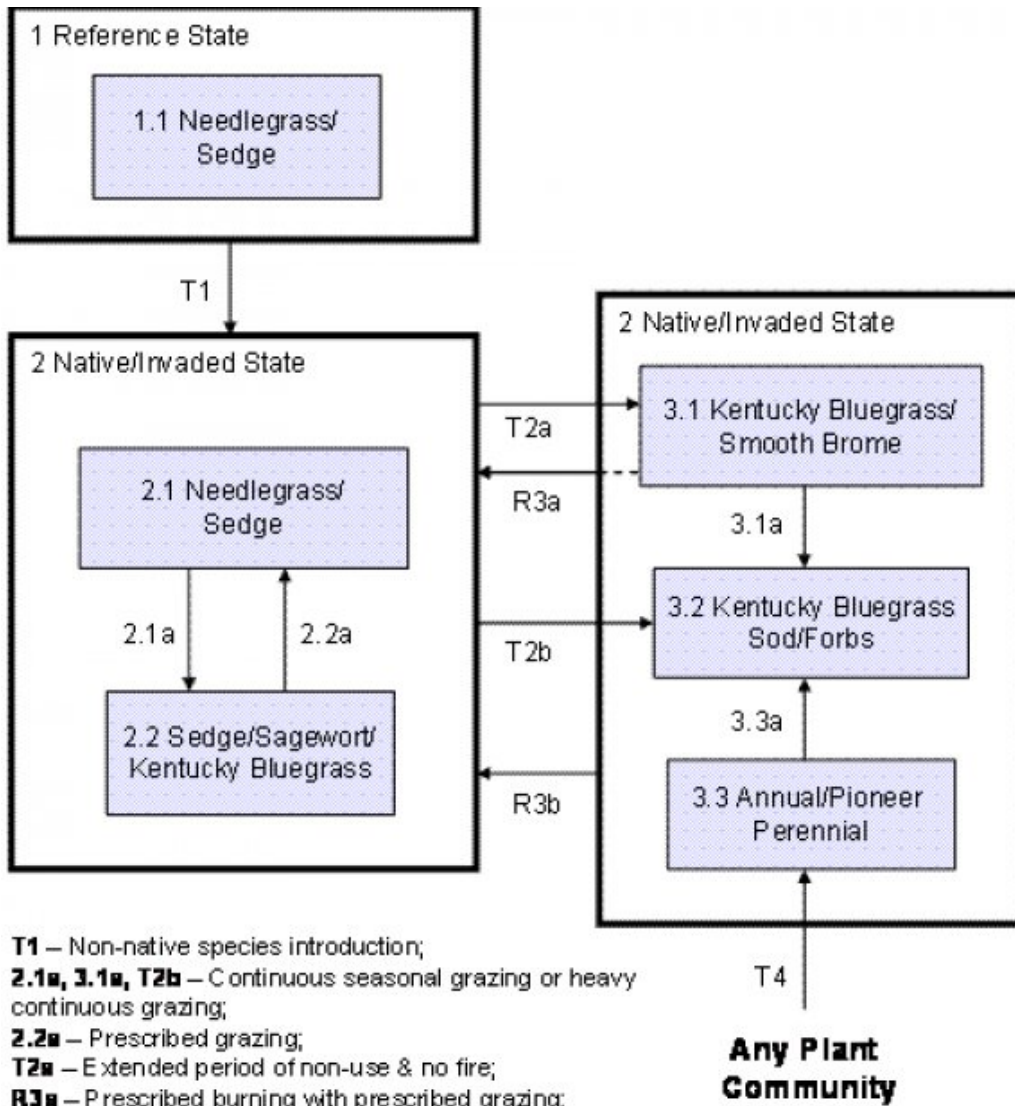 1 Reference State
1.1 Needlegrass/
Sedge
T1
2 Native/Invaded State
2.1 Needlegrass/
Sedge
2.1a
2.2a
2.2 Sedge/Sagewort/
Kentucky Bluegrass
T2a
R3a
T2b
R3b
2 Native/Invaded State
3.1 Kentucky Bluegrass/
Smooth Brome
3.1a
3.2 Kentucky Bluegrass
Sod/Forbs
3.3a
3.3 Annual/Pioneer
Perennial
T4
Any Plant
Community
T1 – Non-native species introduction;
2.1a, 3.1a, T2b – Continuous seasonal grazing or heavy
continuous grazing;
2.2a – Prescribed grazing;
T2a – Extended period of non-use & no fire;
R3a – Prescribed burning with prescribed grazing;